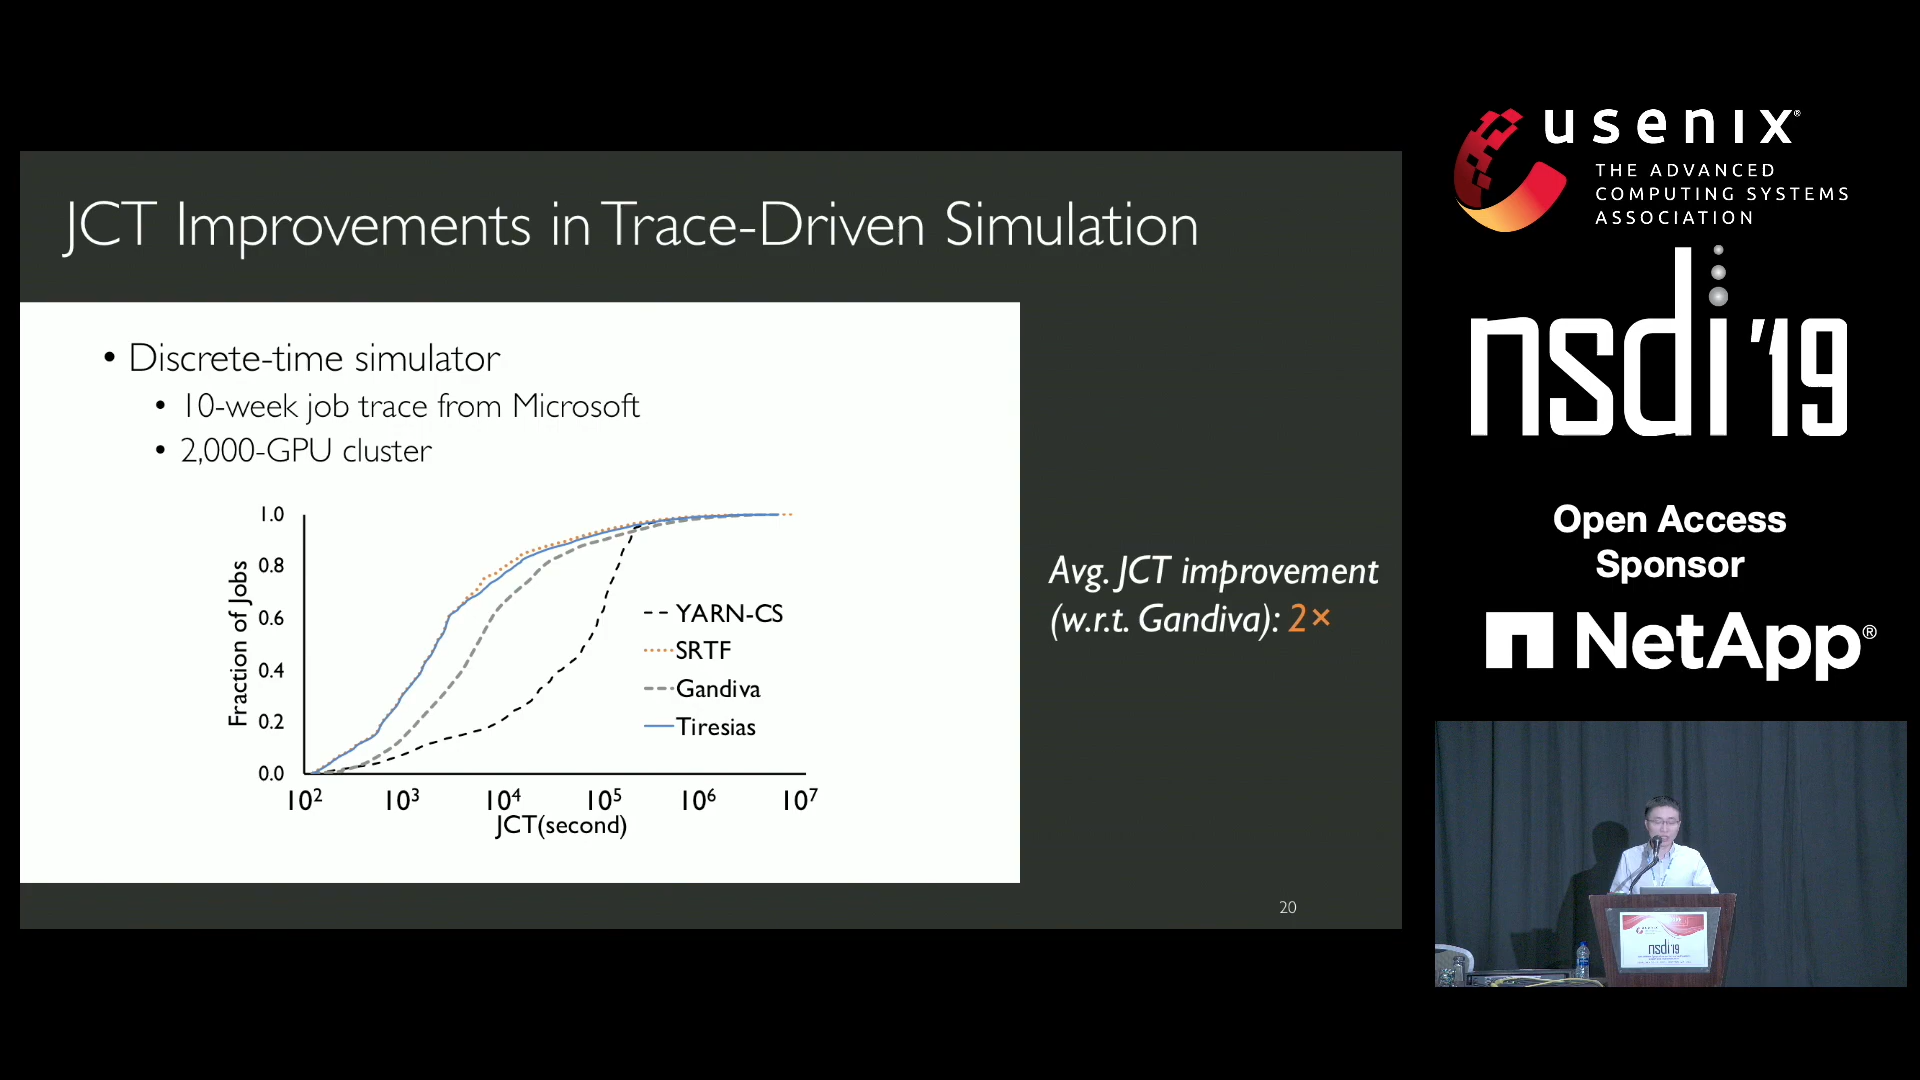 JCT Improvements in Trace-Driven Simulation
• Discrete-time simulator
• 10-week job trace from Microsoft
• 2,000-GPU cluster
1.0
0.8
0.6
0.4
0.2
0.0
Fraction of Jobs
YARN-CS
SRTF
Gandiva
Tiresias
10² 10³ 10⁴ 10⁵ 10⁶ 10⁷
JCT(second)
Avg. JCT improvement
(w.r.t. Gandiva): 2×
20
usenix®
THE ADVANCED
COMPUTING SYSTEMS
ASSOCIATION
nsdi '19
Open Access
Sponsor
NetApp®
usenix
nsdi'19